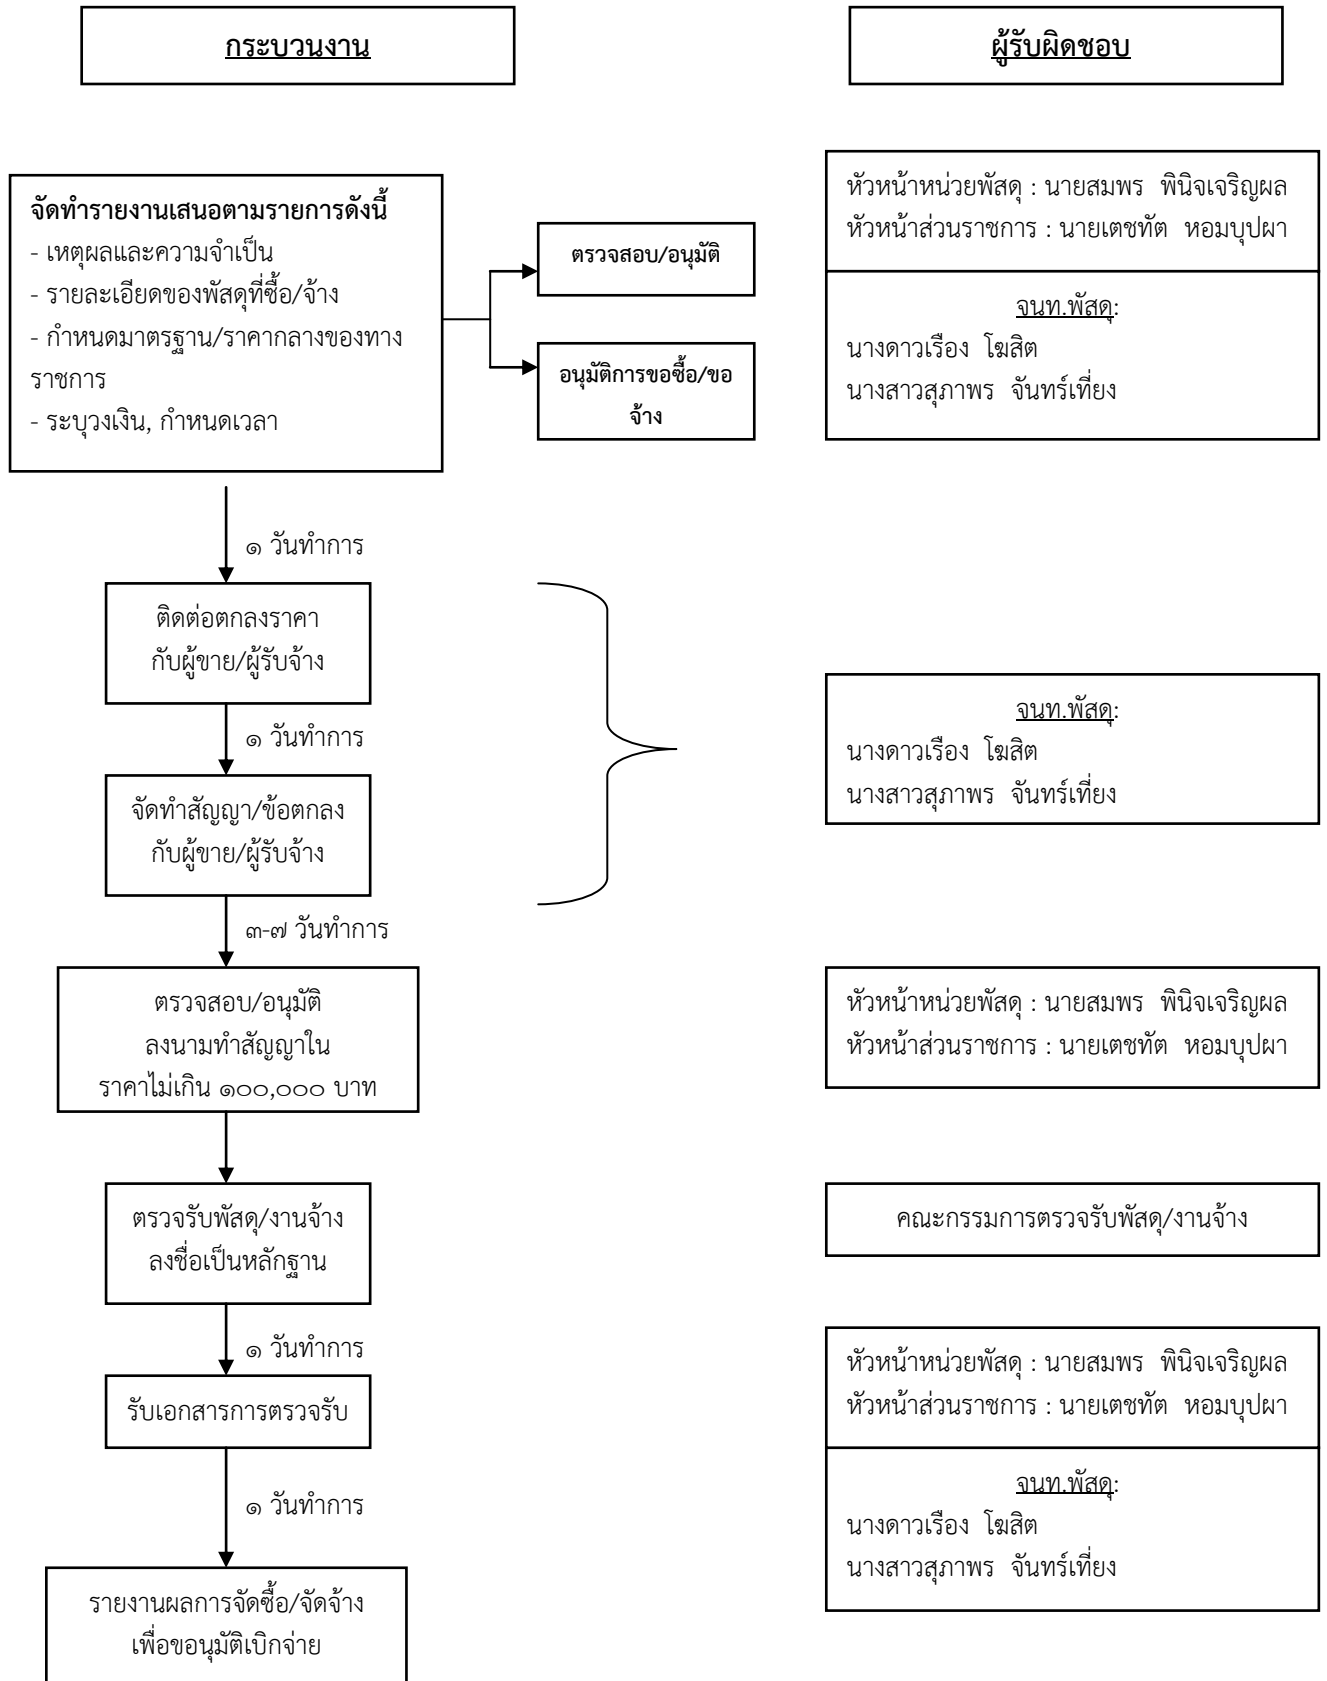 กระบวนงาน
ผู้รับผิดชอบ
จัดทำรายงานเสนอตามรายการดังนี้
- เหตุผลและความจำเป็น
- รายละเอียดของพัสดุที่ซื้อ/จ้าง
- กำหนดมาตรฐาน/ราคากลางของทาง
ราชการ
- ระบุวงเงิน, กำหนดเวลา
ตรวจสอบ/อนุมัติ
อนุมัติการขอซื้อ/ขอ
จ้าง
หัวหน้าหน่วยพัสดุ : นายสมพร พินิจเจริญผล
หัวหน้าส่วนราชการ : นายเตชทัต หอมบุปผา
จนท.พัสดุ:
นางดาวเรือง โฆสิต
นางสาวสุภาพร จันทร์เที่ยง
๑ วันทำการ
ติดต่อตกลงราคา
กับผู้ขาย/ผู้รับจ้าง
๑ วันทำการ
จัดทำสัญญา/ข้อตกลง
กับผู้ขาย/ผู้รับจ้าง
จนท.พัสดุ:
นางดาวเรือง โฆสิต
นางสาวสุภาพร จันทร์เที่ยง
๓-๗ วันทำการ
ตรวจสอบ/อนุมัติ
ลงนามทำสัญญาใน
ราคาไม่เกิน ๑๐๐,๐๐๐ บาท
หัวหน้าหน่วยพัสดุ : นายสมพร พินิจเจริญผล
หัวหน้าส่วนราชการ : นายเตชทัต หอมบุปผา
ตรวจรับพัสดุ/งานจ้าง
ลงชื่อเป็นหลักฐาน
คณะกรรมการตรวจรับพัสดุ/งานจ้าง
๑ วันทำการ
รับเอกสารการตรวจรับ
หัวหน้าหน่วยพัสดุ : นายสมพร พินิจเจริญผล
หัวหน้าส่วนราชการ : นายเตชทัต หอมบุปผา
จนท.พัสดุ:
นางดาวเรือง โฆสิต
นางสาวสุภาพร จันทร์เที่ยง
๑ วันทำการ
รายงานผลการจัดซื้อ/จัดจ้าง
เพื่อขอนุมัติเบิกจ่าย